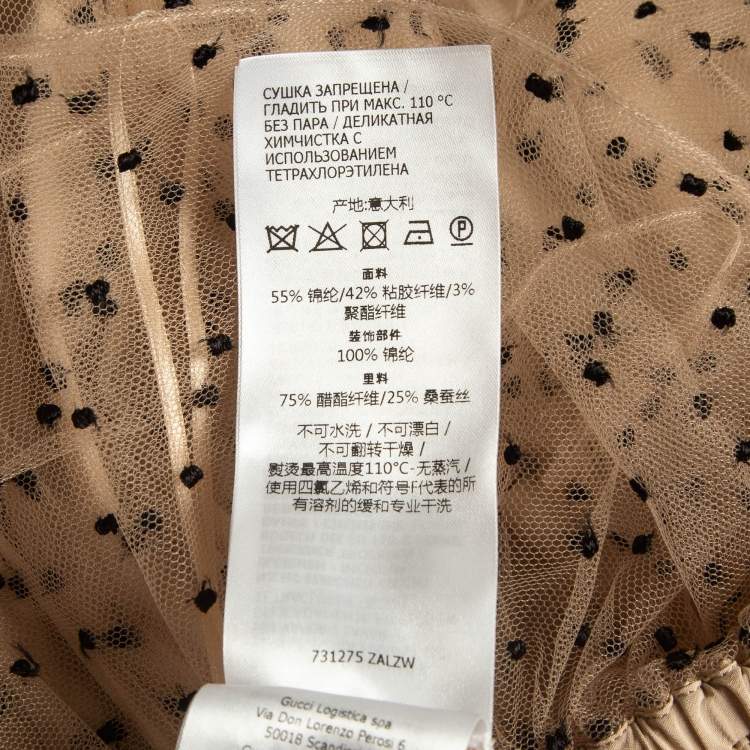 СУШКА ЗАПРЕЩЕНА /
ГЛАДИТЬ ПРИ МАКС. 110 °C
БЕЗ ПАРА / ДЕЛИКАТНАЯ
ХИМЧИСТКА С
ИСПОЛЬЗОВАНИЕМ
ТЕТРАХЛОРЭТИЛЕНА
产地:意大利
P
面料
55% 锦纶/42% 粘胶纤维/3%
聚酯纤维
装饰部件
100% 锦纶
里料
75% 醋酯纤维/25% 桑蚕丝
不可水洗 / 不可漂白 /
不可翻转干燥 /
熨烫最高温度110°C-无蒸汽 /
使用四氯乙烯和符号f代表的所
有溶剂的缓和专业干洗
731275 ZALZW
Gucci Logistica spa
Via Don Lorenzo Perosi 6
50018